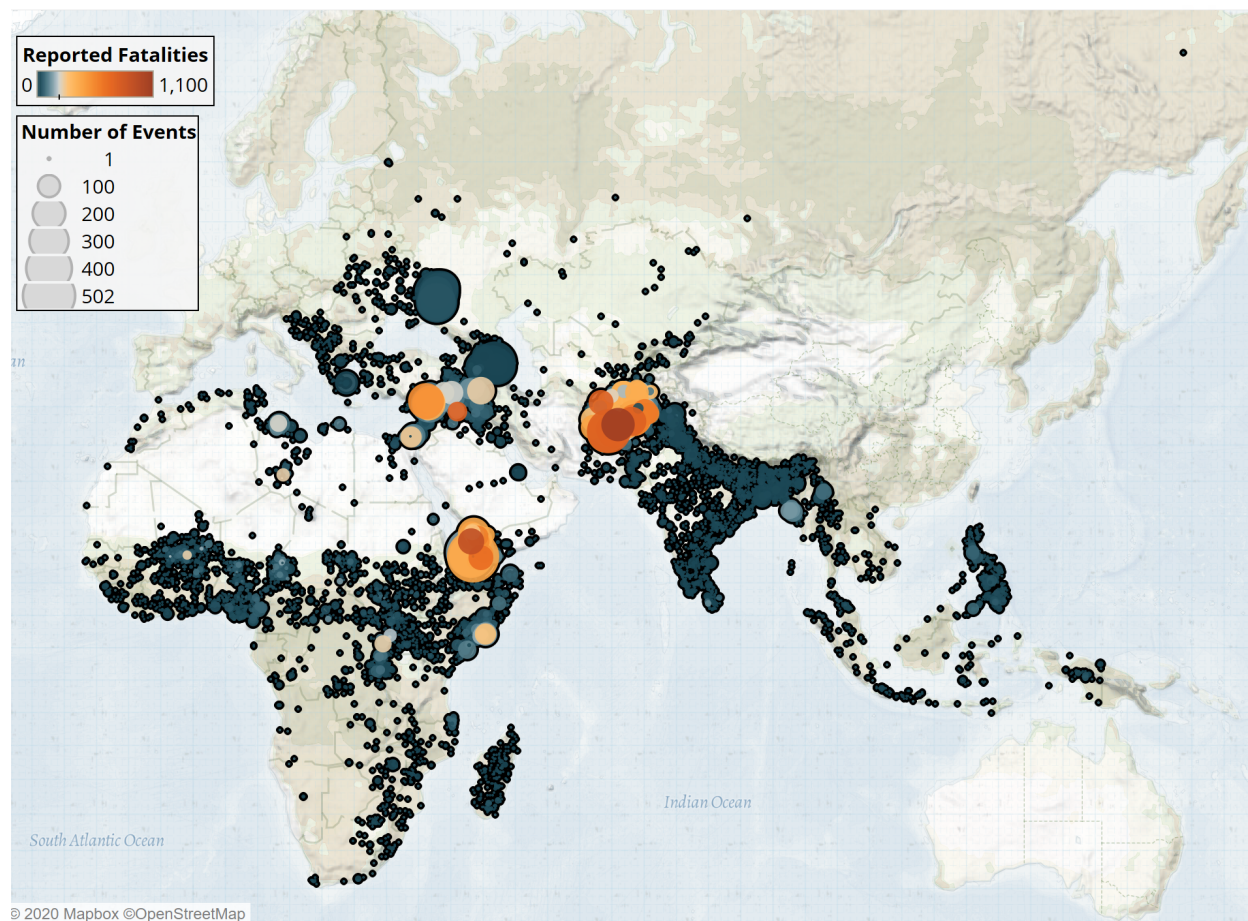 Reported Fatalities
0 1,100
Number of Events
1
100
200
300
400
502
an
Indian Ocean
South Atlantic Ocean
© 2020 Mapbox ©OpenStreetMap